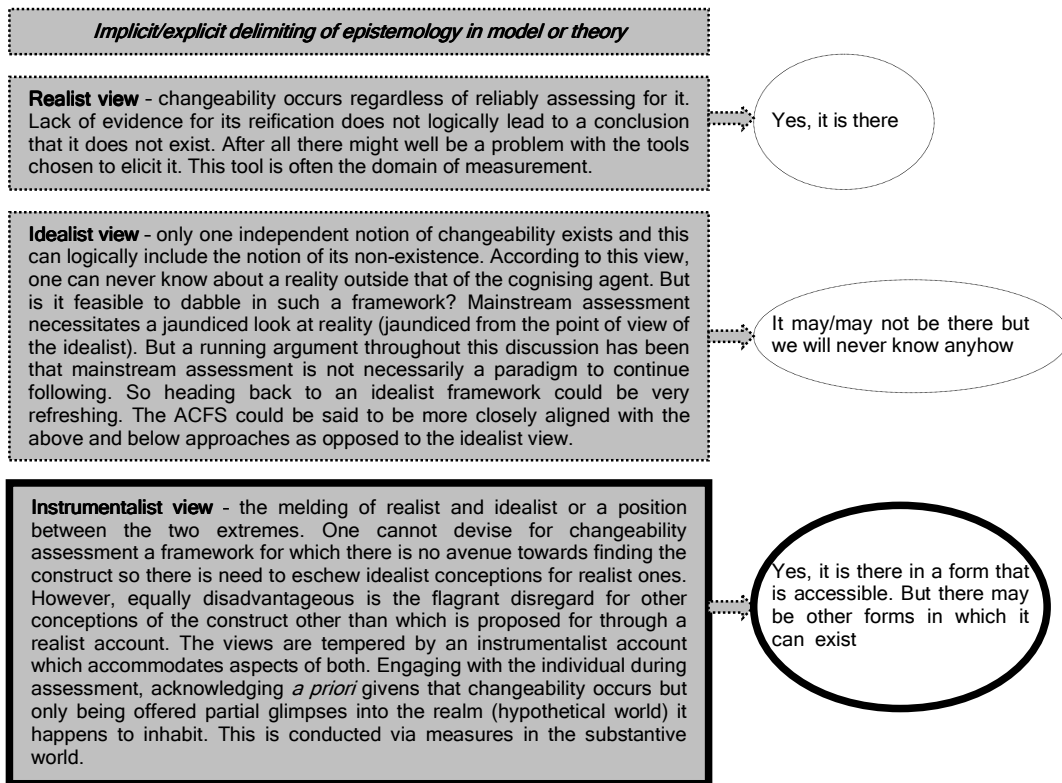 Implicit/explicit delimiting of epistemology in model or theory
Realist view - changeability occurs regardless of reliably assessing for it.
Lack of evidence for its reification does not logically lead to a conclusion
that it does not exist. After all there might well be a problem with the tools
chosen to elicit it. This tool is often the domain of measurement.
Yes, it is there
Idealist view - only one independent notion of changeability exists and this
can logically include the notion of its non-existence. According to this view,
one can never know about a reality outside that of the cognising agent. But
is it feasible to dabble in such a framework? Mainstream assessment
necessitates a jaundiced look at reality (jaundiced from the point of view of
the idealist). But a running argument throughout this discussion has been
that mainstream assessment is not necessarily a paradigm to continue
following. So heading back to an idealist framework could be very
refreshing. The ACFS could be said to be more closely aligned with the
above and below approaches as opposed to the idealist view.
It may/may not be there but
we will never know anyhow
Instrumentalist view - the melding of realist and idealist or a position
between the two extremes. One cannot devise for changeability
assessment a framework for which there is no avenue towards finding the
construct so there is need to eschew idealist conceptions for realist ones.
However, equally disadvantageous is the flagrant disregard for other
conceptions of the construct other than which is proposed for through a
realist account. The views are tempered by an instrumentalist account
which accommodates aspects of both. Engaging with the individual during
assessment, acknowledging a priori givens that changeability occurs but
only being offered partial glimpses into the realm (hypothetical world) it
happens to inhabit. This is conducted via measures in the substantive
world.
Yes, it is there in a form that
is accessible. But there may
be other forms in which it
can exist